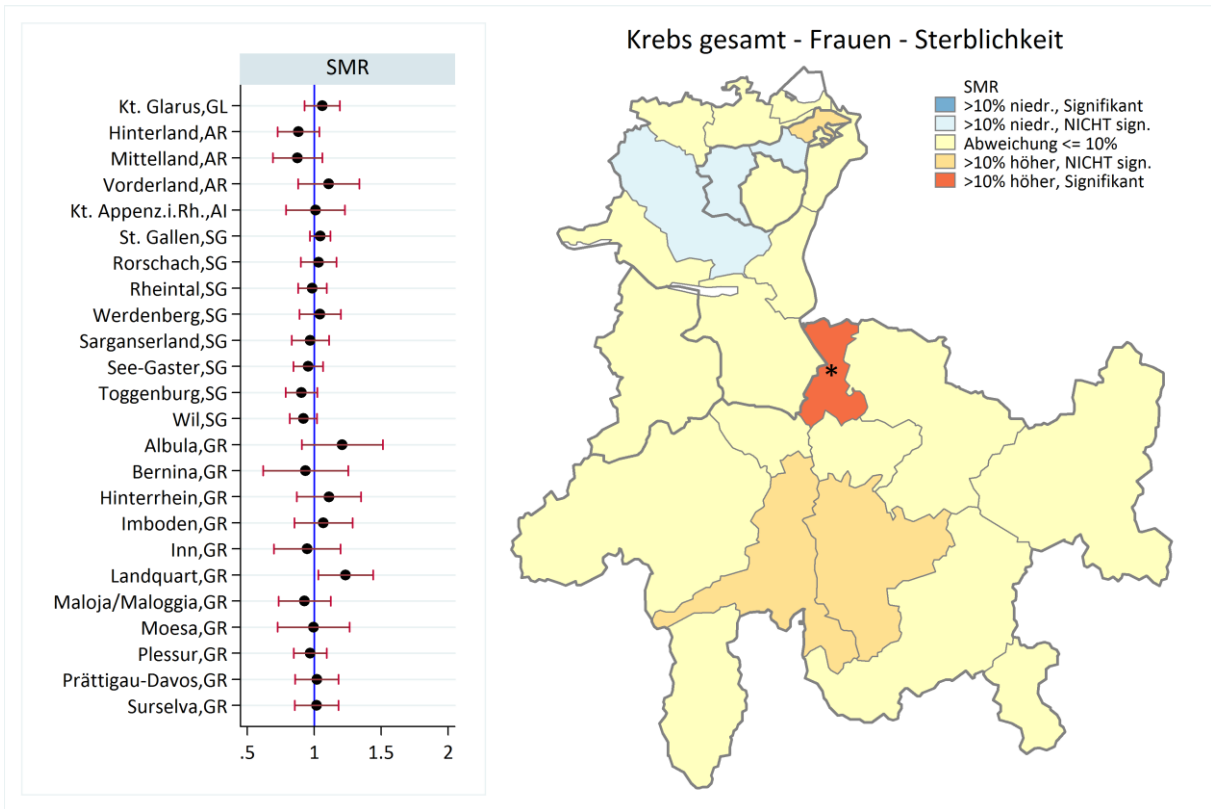 Krebs gesamt - Frauen - Sterblichkeit
SMR
Kt. Glarus,GL
Hinterland,AR
Mittelland,AR
Vorderland,AR
Kt. Appenz.i.Rh.,AI
St. Gallen,SG
Rorschach,SG
Rheintal,SG
Werdenberg,SG
Sarganserland,SG
See-Gaster,SG
Toggenburg,SG
Wil,SG
Albula,GR
Bernina,GR
Hinterrhein,GR
Imboden,GR
Inn,GR
Landquart,GR
Maloja/Maloggia,GR
Moesa,GR
Plessur,GR
Prättigau-Davos,GR
Surselva,GR
.5 1 1.5 2
SMR
>10% niedr., Signifikant
>10% niedr., NICHT sign.
Abweichung <= 10%
>10% höher, NICHT sign.
>10% höher, Signifikant
*